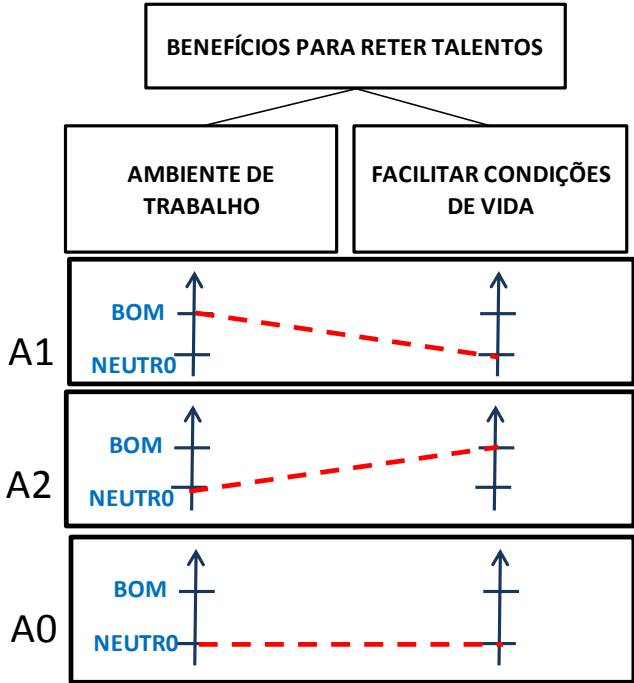 BENEFÍCIOS PARA RETER TALENTOS
AMBIENTE DE
TRABALHO
FACILITAR CONDIÇÕES
DE VIDA
A1
BOM
NEUTR0
A2
BOM
NEUTR0
A0
BOM
NEUTR0